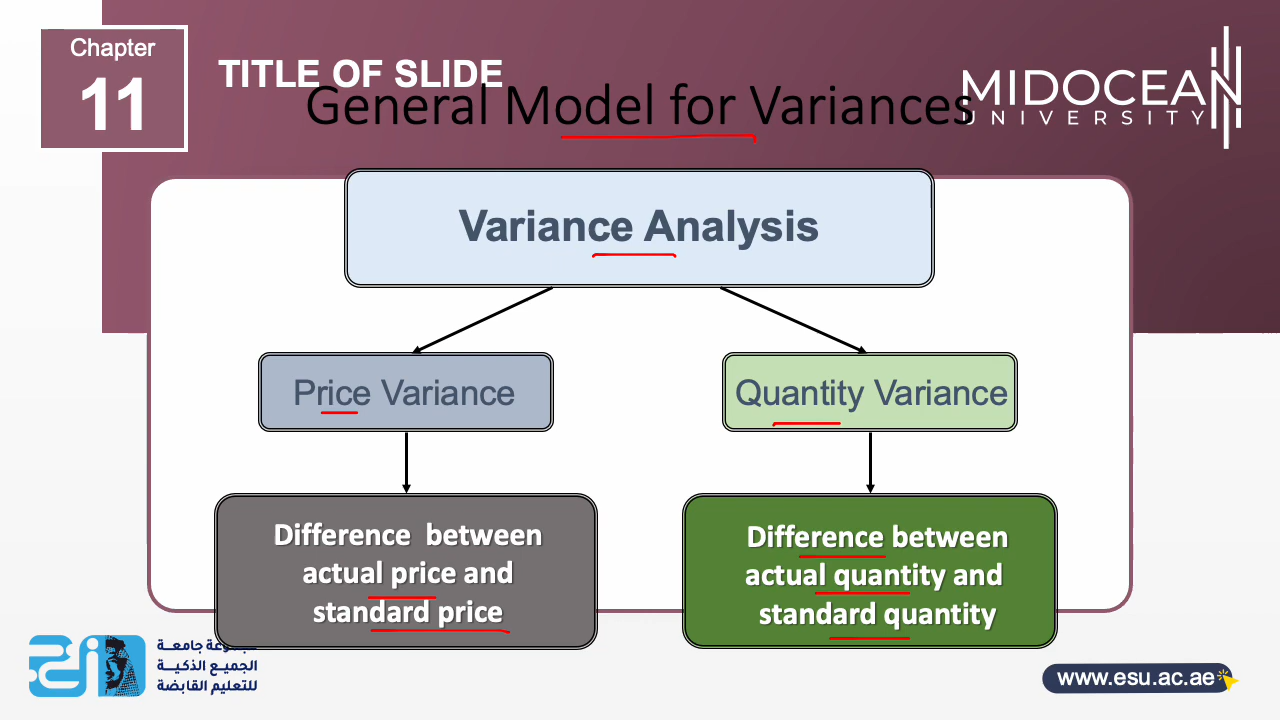 Chapter
11
TITLE OF SLIDE
General Model for Variances
MIDOCEAN
UNIVERSITY
Variance Analysis
Price Variance
Quantity Variance
Difference between
actual price and
standard price
Difference between
actual quantity and
standard quantity
جامعة
الجميع الذكية
للتعليم القابضة
www.esu.ac.ae